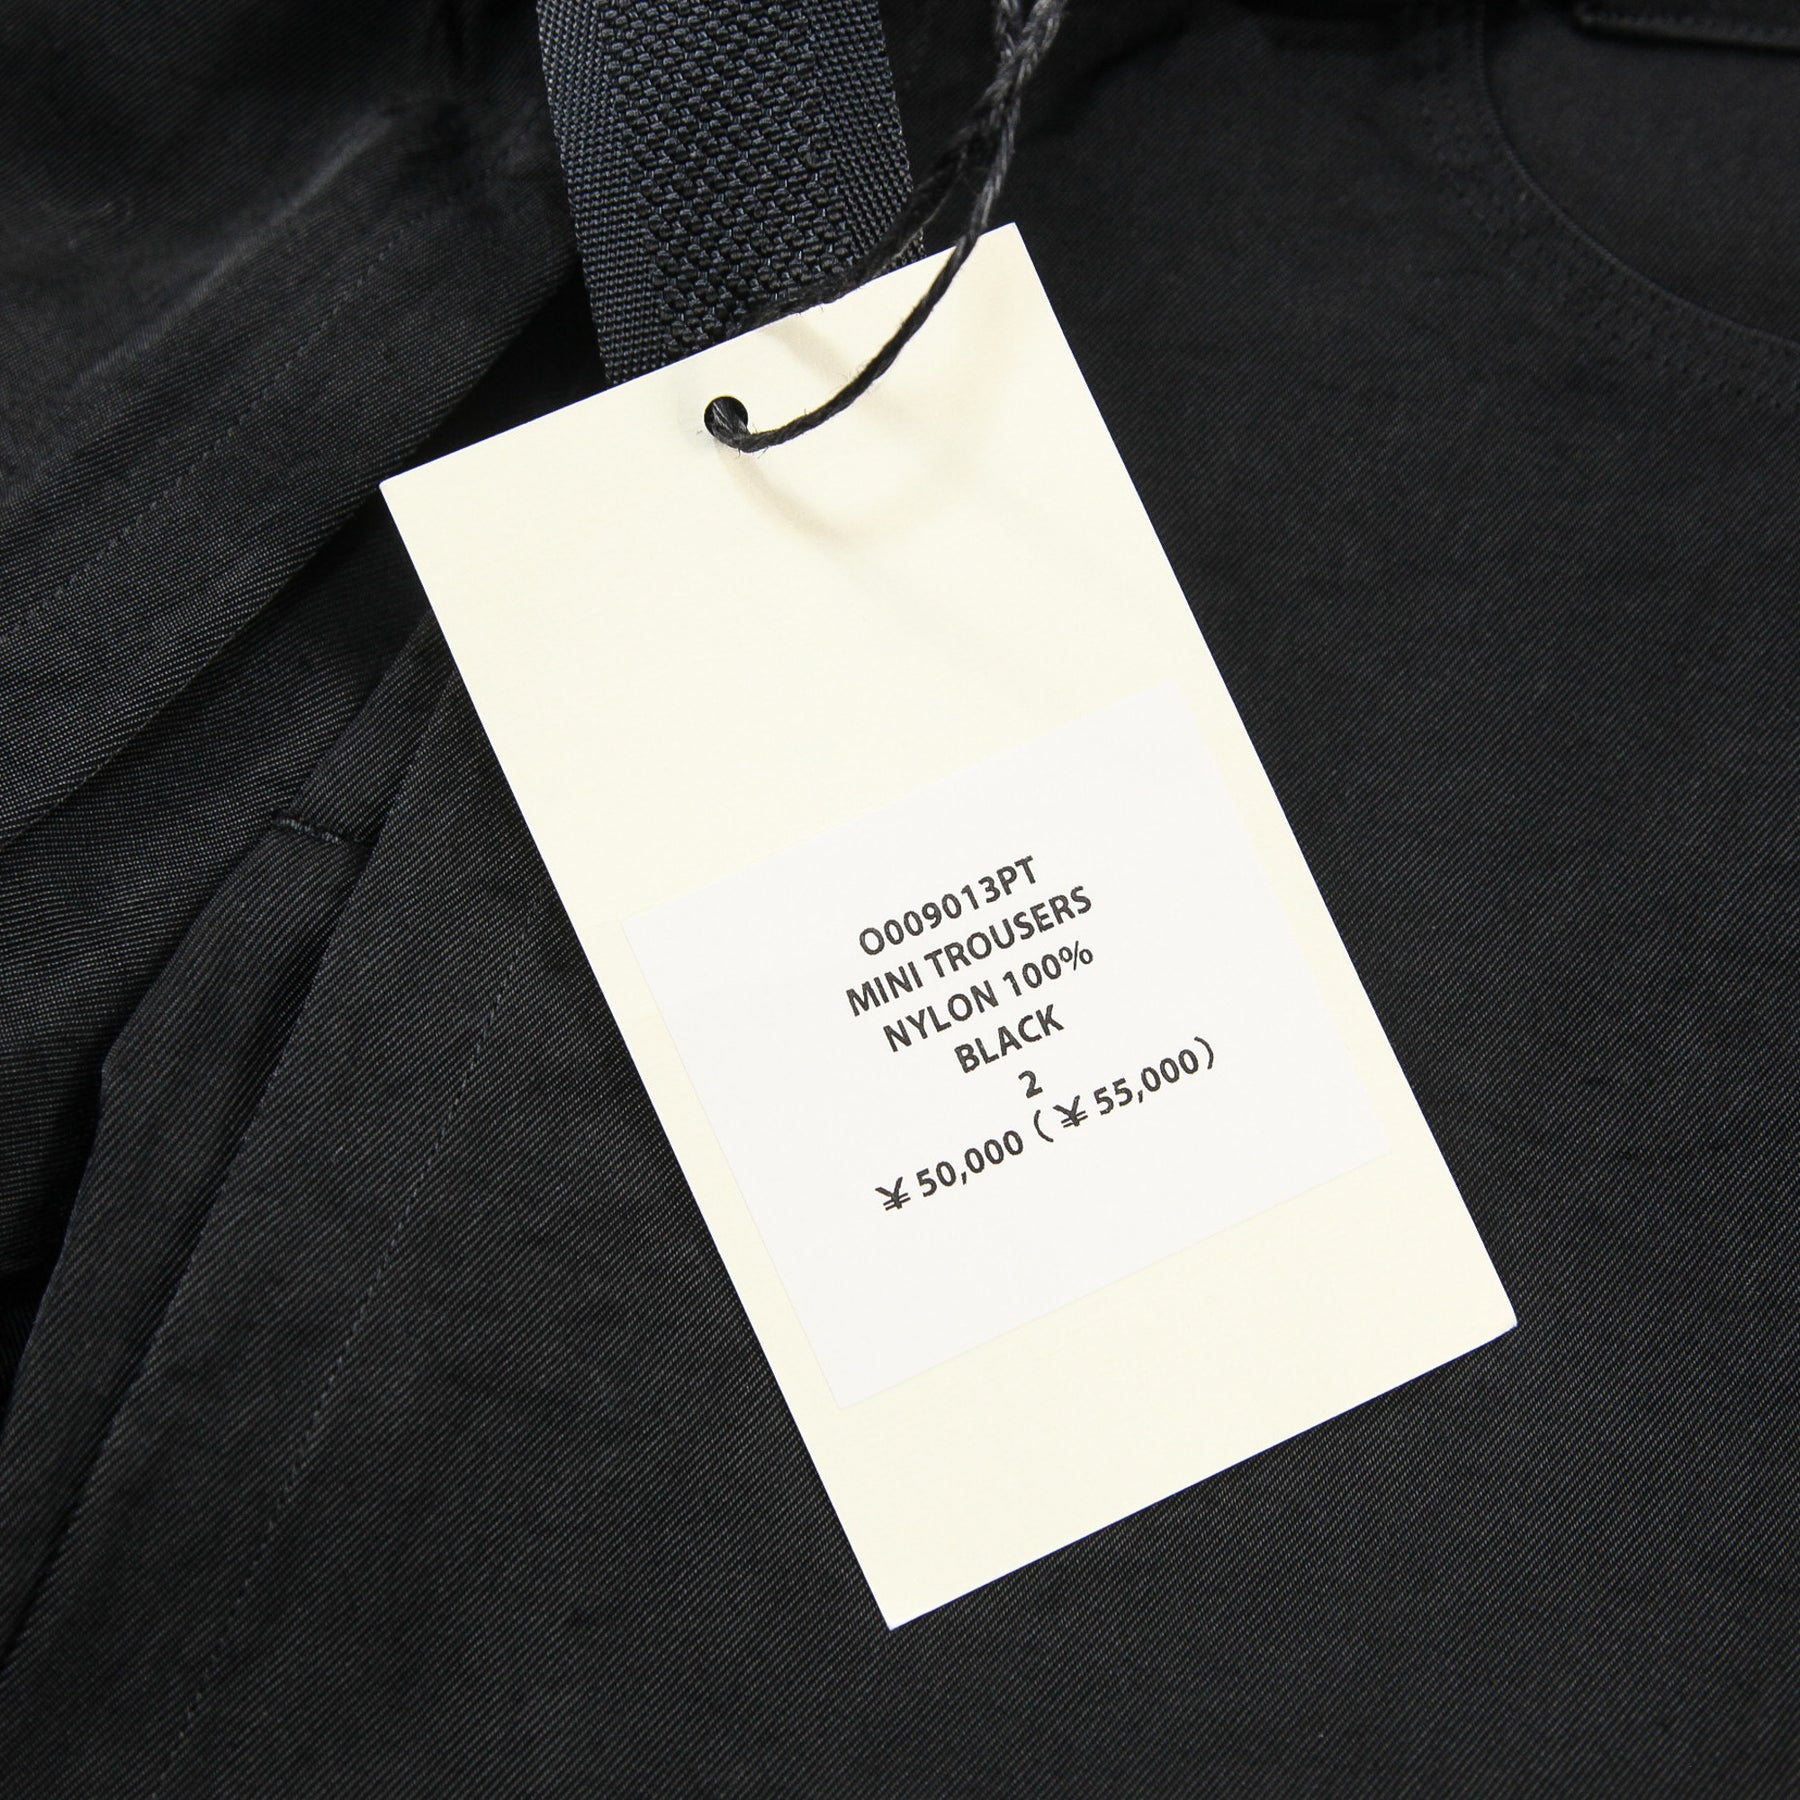 O009013PT
MINI TROUSERS
NYLON 100%
BLACK
2
¥ 50,000 (¥ 55,000)